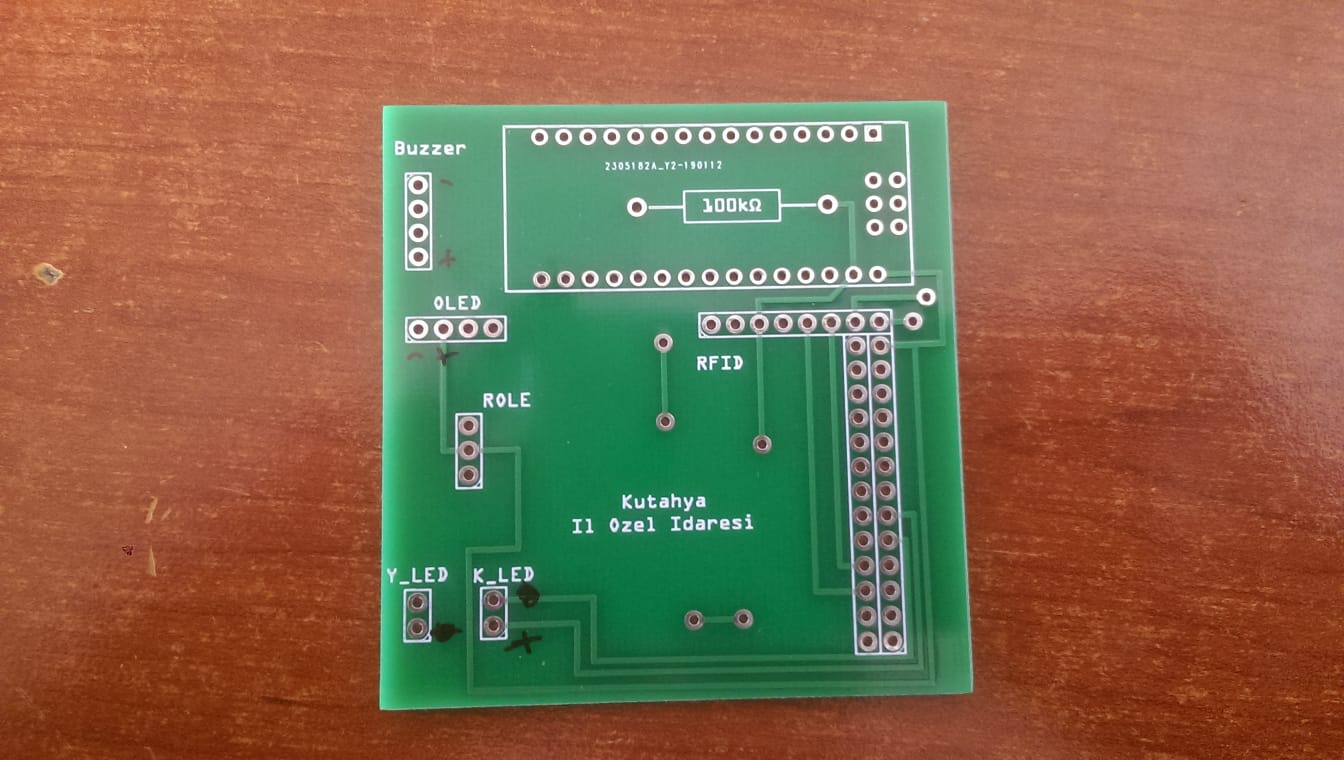 Buzzer
2305182A_Y2-190112
100kΩ
-
+
OLED
- +
RFID
ROLE
Kutahya
Il Ozel Idaresi
Y_LED K_LED
+